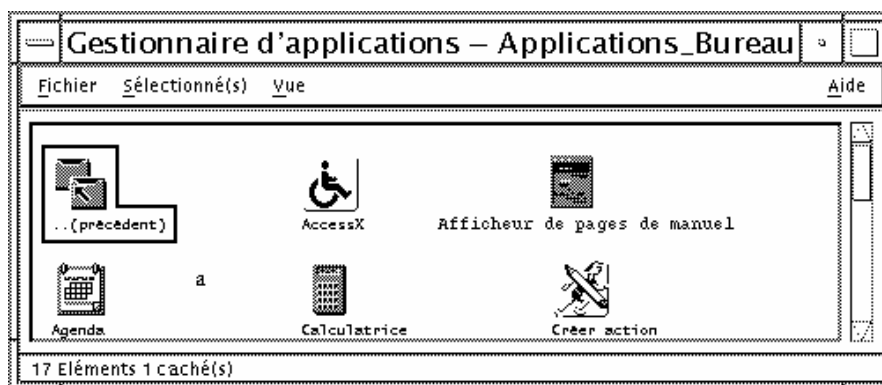 Gestionnaire d'applications – Applications_Bureau
Fichier Sélectionné(s) Vue Aide
..(précédent) AccessX Afficheur de pages de manuel
a
Agenda Calculatrice Créer action
17 Eléments 1 caché(s)